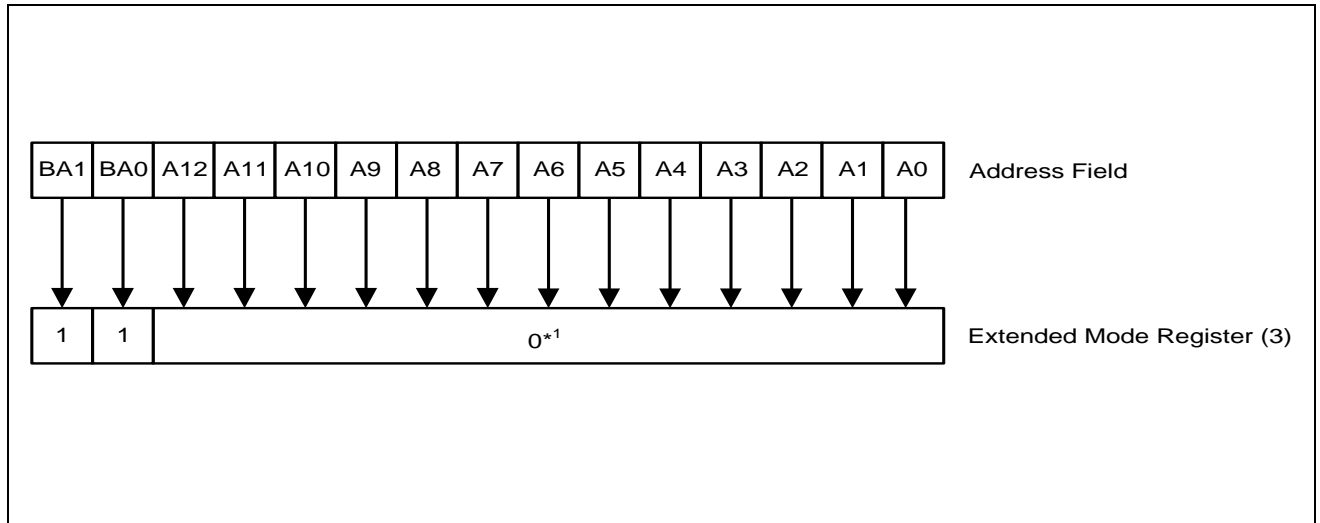 BA1 BA0 A12 A11 A10 A9 A8 A7 A6 A5 A4 A3 A2 A1 A0 Address Field
1 1 0*1 Extended Mode Register (3)